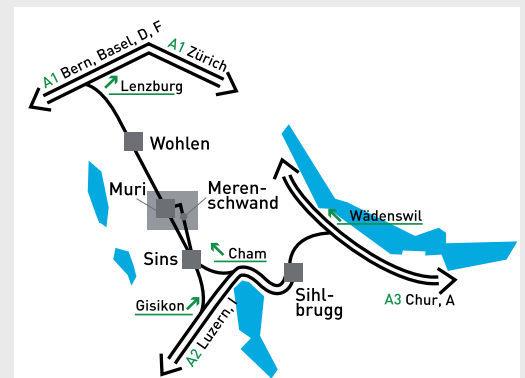 A1 Bern, Basel, D, F
A1 Zürich
Lenzburg
Wohlen
Muri
Meren-
schwand
Wädenswil
Sins
Cham
Sihl-
brugg
Gisikon
A2 Luzern, I
A3 Chur, A